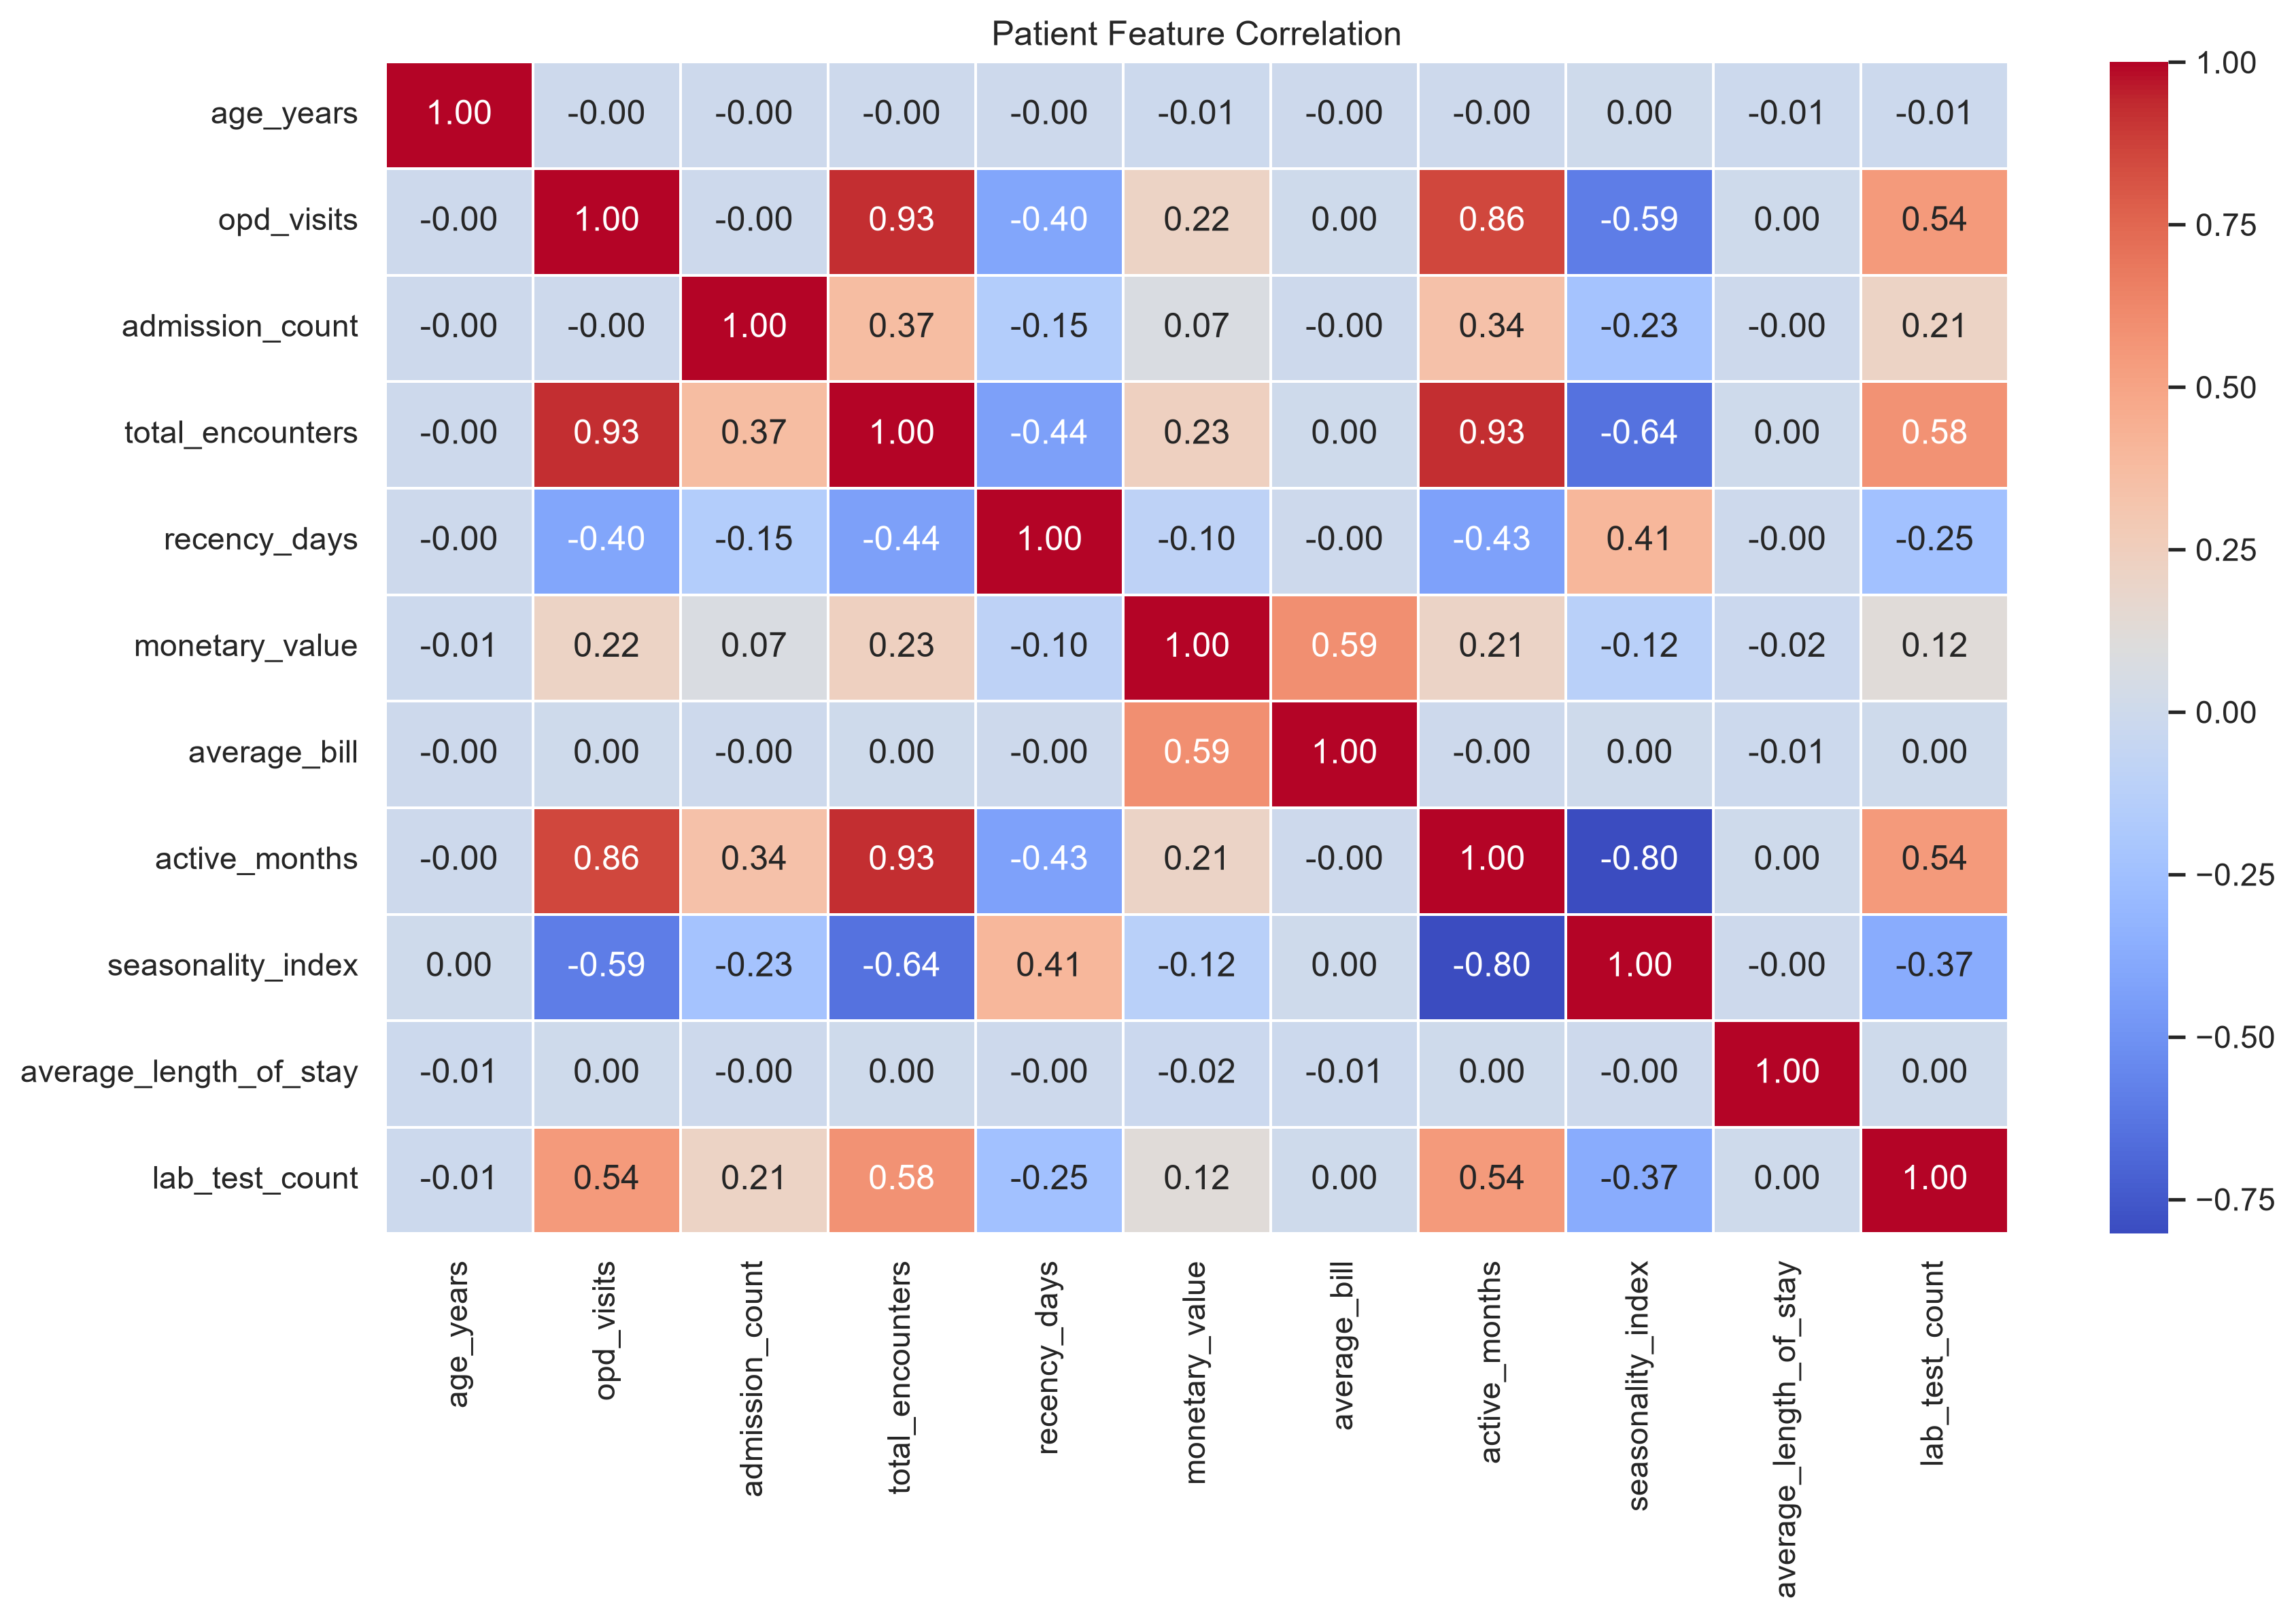 Patient Feature Correlation
age_years 1.00 -0.00 -0.00 -0.00 -0.00 -0.01 -0.00 -0.00 0.00 -0.01 -0.01
opd_visits -0.00 1.00 -0.00 0.93 -0.40 0.22 0.00 0.86 -0.59 0.00 0.54
admission_count -0.00 -0.00 1.00 0.37 -0.15 0.07 -0.00 0.34 -0.23 -0.00 0.21
total_encounters -0.00 0.93 0.37 1.00 -0.44 0.23 0.00 0.93 -0.64 0.00 0.58
recency_days -0.00 -0.40 -0.15 -0.44 1.00 -0.10 -0.00 -0.43 0.41 -0.00 -0.25
monetary_value -0.01 0.22 0.07 0.23 -0.10 1.00 0.59 0.21 -0.12 -0.02 0.12
average_bill -0.00 0.00 -0.00 0.00 -0.00 0.59 1.00 -0.00 0.00 -0.01 0.00
active_months -0.00 0.86 0.34 0.93 -0.43 0.21 -0.00 1.00 -0.80 0.00 0.54
seasonality_index 0.00 -0.59 -0.23 -0.64 0.41 -0.12 0.00 -0.80 1.00 -0.00 -0.37
average_length_of_stay -0.01 0.00 -0.00 0.00 -0.00 -0.02 -0.01 0.00 -0.00 1.00 0.00
lab_test_count -0.01 0.54 0.21 0.58 -0.25 0.12 0.00 0.54 -0.37 0.00 1.00
age_years
opd_visits
admission_count
total_encounters
recency_days
monetary_value
average_bill
active_months
seasonality_index
average_length_of_stay
lab_test_count
1.00
0.75
0.50
0.25
0.00
−0.25
−0.50
−0.75